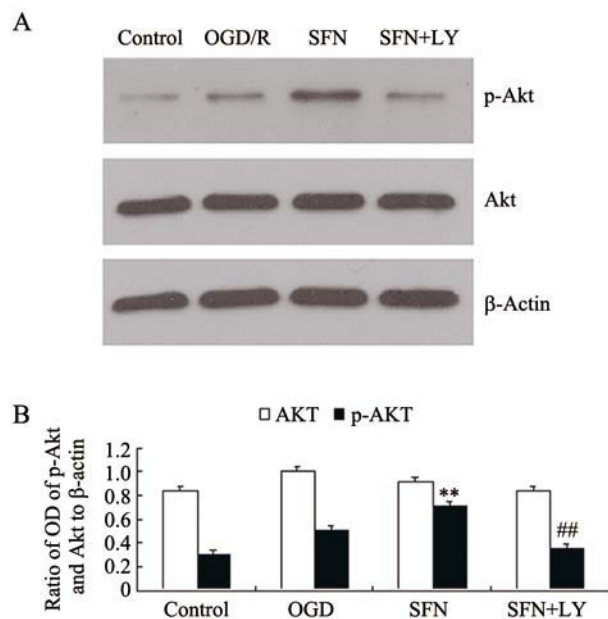 A
Control OGD/R SFN SFN+LY
p-Akt
Akt
β-Actin
B
AKT p-AKT
Ratio of OD of p-Akt
and Akt to β-actin
1.2
1.0
0.8
0.6
0.4
0.2
0
**
##
Control OGD SFN SFN+LY